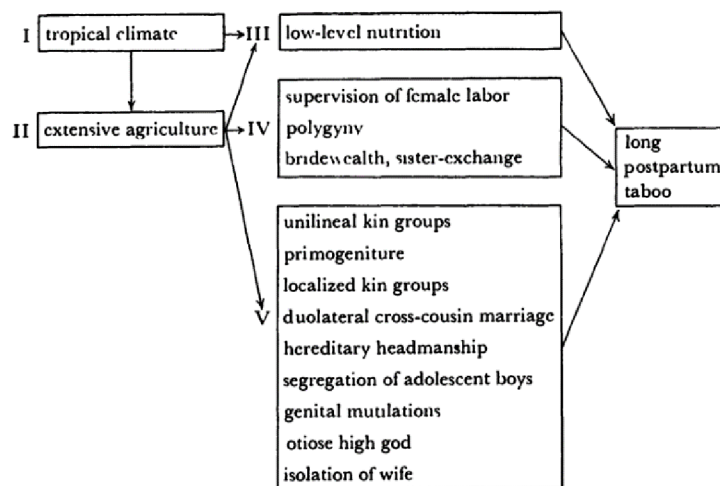 I tropical climate
III low-level nutrition
II extensive agriculture
IV
supervision of female labor
polygyny
bridewealth, sister-exchange
long
postpartum
taboo
V
unilineal kin groups
primogeniture
localized kin groups
duolateral cross-cousin marriage
hereditary headmanship
segregation of adolescent boys
genital mutilations
otiose high god
isolation of wife